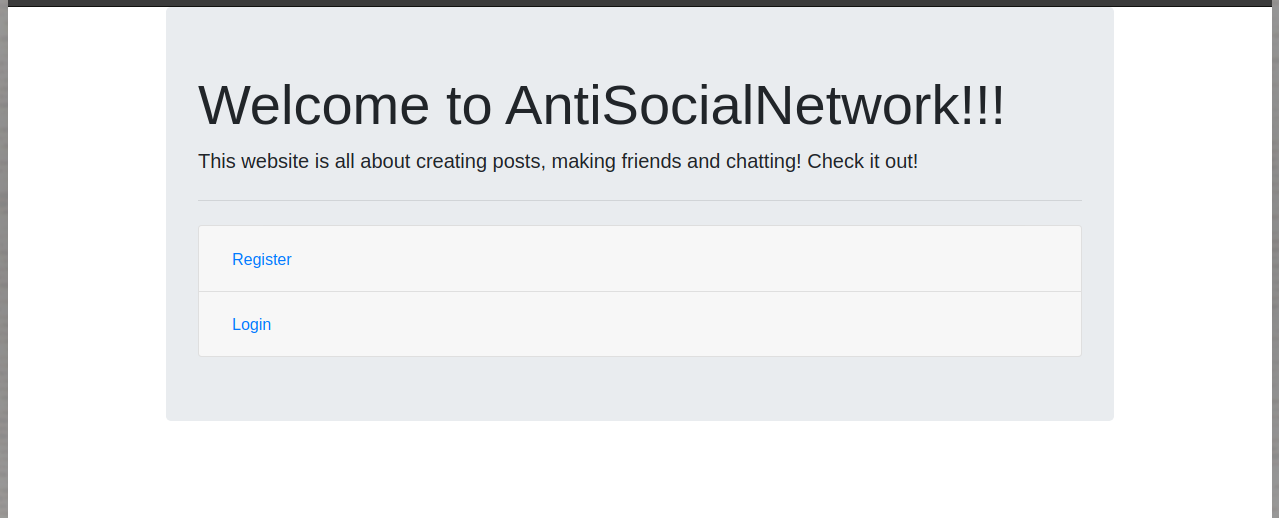 Welcome to AntiSocialNetwork!!!
This website is all about creating posts, making friends and chatting! Check it out!
Register
Login